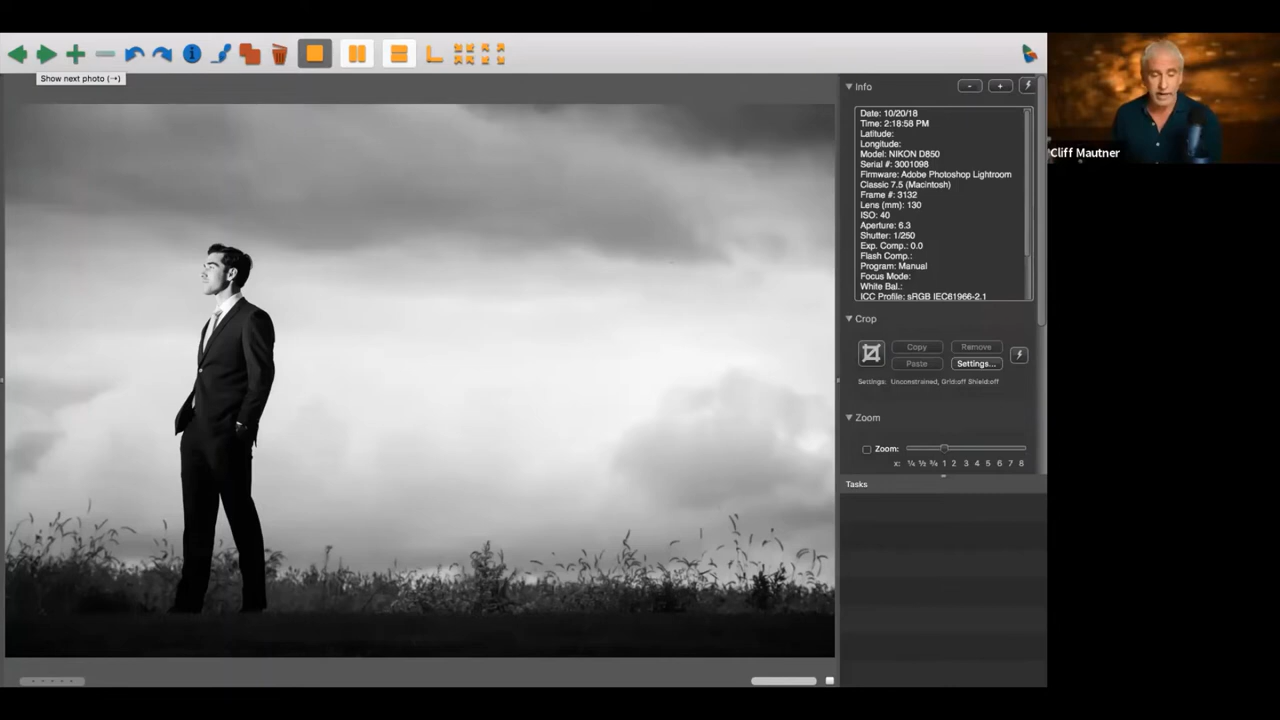 Show next photo (→)
Info
-
+
Date: 10/20/18
Time: 2:18:58 PM
Latitude:
Longitude:
Model: NIKON D850
Serial #: 3001098
Firmware: Adobe Photoshop Lightroom
Classic 7.5 (Macintosh)
Frame #: 3132
Lens (mm): 130
ISO: 40
Aperture: 6.3
Shutter: 1/250
Exp. Comp.: 0.0
Flash Comp.:
Program: Manual
Focus Mode:
White Bal.:
ICC Profile: sRGB IEC61966-2.1
Crop
Copy
Remove
Paste
Settings...
Settings: Unconstrained, Grid:off Shield:off
Zoom
Zoom:
x: ¼ ½ ¾ 1 2 3 4 5 6 7 8
Tasks
Cliff Mautner